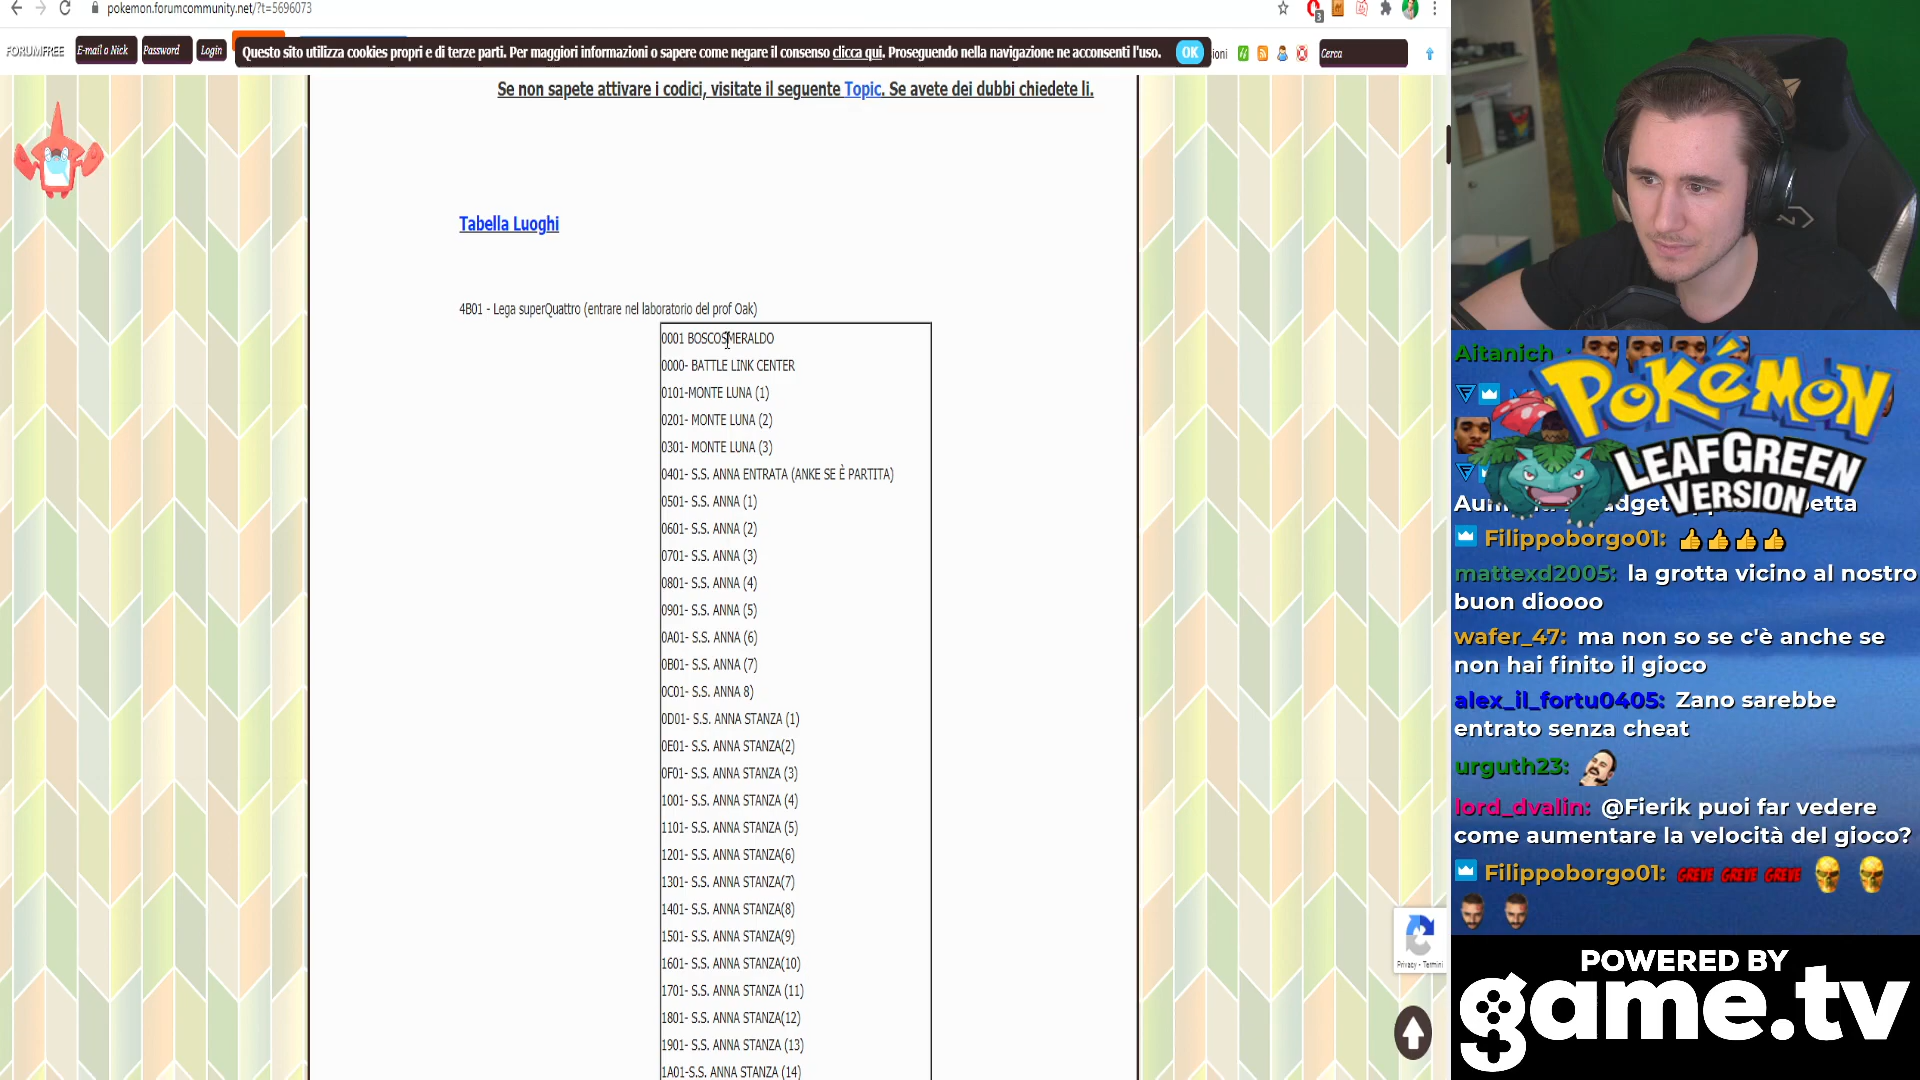 pokemon.forumcommunity.net/?t=5696073
3
FORUMFREE
E-mail o Nick
Password
Login
Questo sito utilizza cookies propri e di terze parti. Per maggiori informazioni o sapere come negare il consenso clicca qui. Proseguendo nella navigazione ne acconsenti l'uso.
OK
ioni
Cerca
Se non sapete attivare i codici, visitate il seguente Topic. Se avete dei dubbi chiedete lì.
Tabella Luoghi
4B01 - Lega superQuattro (entrare nel laboratorio del prof Oak)
0001 BOSCOSMERALDO
0000- BATTLE LINK CENTER
0101-MONTE LUNA (1)
0201- MONTE LUNA (2)
0301- MONTE LUNA (3)
0401- S.S. ANNA ENTRATA (ANKE SE È PARTITA)
0501- S.S. ANNA (1)
0601- S.S. ANNA (2)
0701- S.S. ANNA (3)
0801- S.S. ANNA (4)
0901- S.S. ANNA (5)
0A01- S.S. ANNA (6)
0B01- S.S. ANNA (7)
0C01- S.S. ANNA 8)
0D01- S.S. ANNA STANZA (1)
0E01- S.S. ANNA STANZA(2)
0F01- S.S. ANNA STANZA (3)
1001- S.S. ANNA STANZA (4)
1101- S.S. ANNA STANZA (5)
1201- S.S. ANNA STANZA(6)
1301- S.S. ANNA STANZA(7)
1401- S.S. ANNA STANZA(8)
1501- S.S. ANNA STANZA(9)
1601- S.S. ANNA STANZA(10)
1701- S.S. ANNA STANZA (11)
1801- S.S. ANNA STANZA(12)
1901- S.S. ANNA STANZA (13)
1A01-S.S. ANNA STANZA (14)
Privacy - Termini
Aitanich :
POKéMON
LEAFGREEN
VERSION
Filippoborgo01:
mattexd2005: la grotta vicino al nostro
buon dioooo
wafer_47: ma non so se c'è anche se
non hai finito il gioco
alex_il_fortu0405: Zano sarebbe
entrato senza cheat
urguth23:
lord_dvalin: @Fierik puoi far vedere
come aumentare la velocità del gioco?
Filippoborgo01: GREVE GREVE GREVE
POWERED BY
game.tv